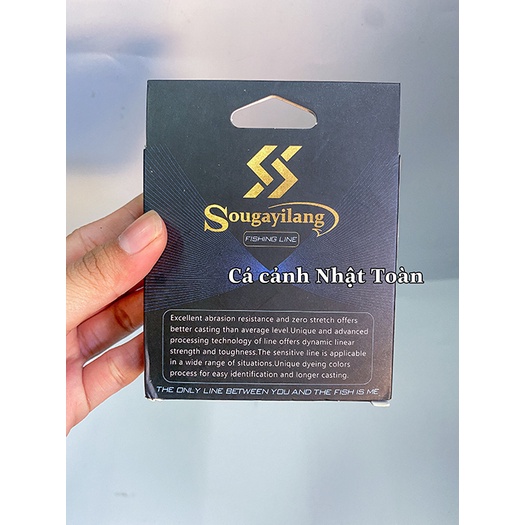 Sougayilang
FISHING LINE
Cá cảnh Nhật Toàn
Excellent abrasion resistance and zero stretch offers
better casting than average level.Unique and advanced
processing technology of line offers dynamic linear
strength and toughness.The sensitive line is applicable
in a wide range of situations.Unique dyeing colors
process for easy identification and longer casting.
THE ONLY LINE BETWEEN YOU AND THE FISH IS ME